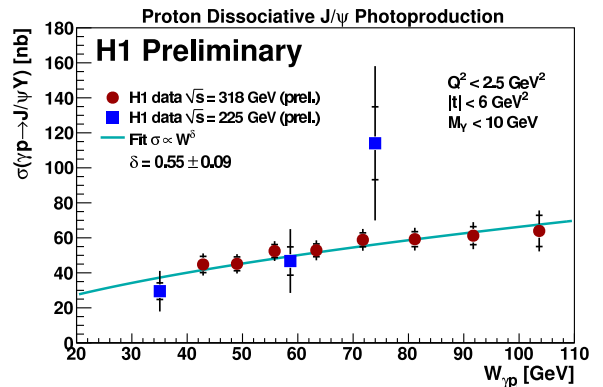 Proton Dissociative J/ψ Photoproduction
H1 Preliminary
H1 data √s = 318 GeV (prel.)
H1 data √s = 225 GeV (prel.)
Fit σ ∝ W^δ
δ = 0.55 ± 0.09
Q² < 2.5 GeV²
|t| < 6 GeV²
M_Y < 10 GeV
σ(γp→J/ψY) [nb]
180
160
140
120
100
80
60
40
20
0
20 30 40 50 60 70 80 90 100 110
W_γp [GeV]